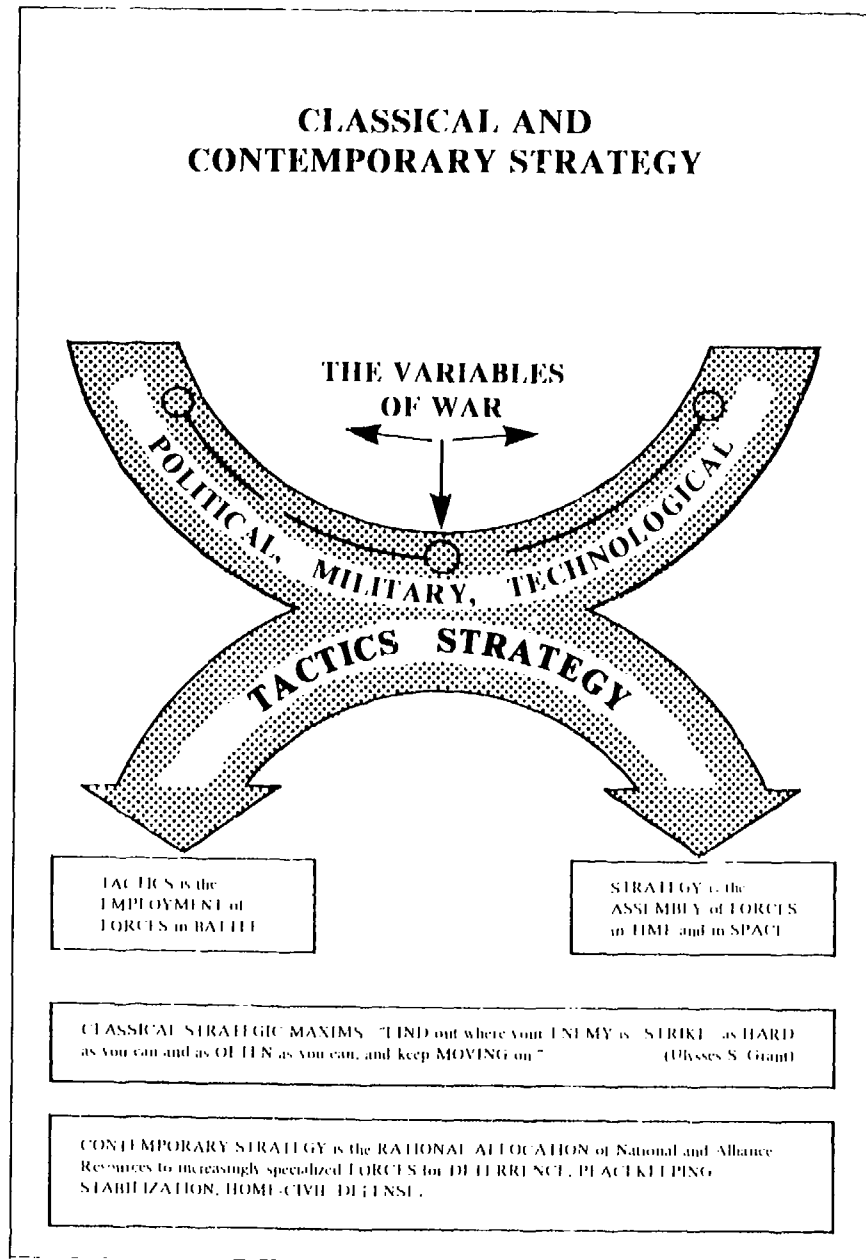 CLASSICAL AND
CONTEMPORARY STRATEGY
THE VARIABLES
OF WAR
POLITICAL, MILITARY, TECHNOLOGICAL
TACTICS STRATEGY
TACTICS is the
EMPLOYMENT of
FORCES in BATTLE
STRATEGY is the
ASSEMBLY of FORCES
in TIME and in SPACE
CLASSICAL STRATEGIC MAXIMS "FIND out where your ENEMY is STRIKE as HARD
as you can and as OFTEN as you can, and keep MOVING on" (Ulysses S. Grant)
CONTEMPORARY STRATEGY is the RATIONAL ALLOCATION of National and Alliance
Resources to increasingly specialized FORCES for DETERRENCE, PEACEKEEPING
STABILIZATION, HOME-CIVIL DEFENSE.